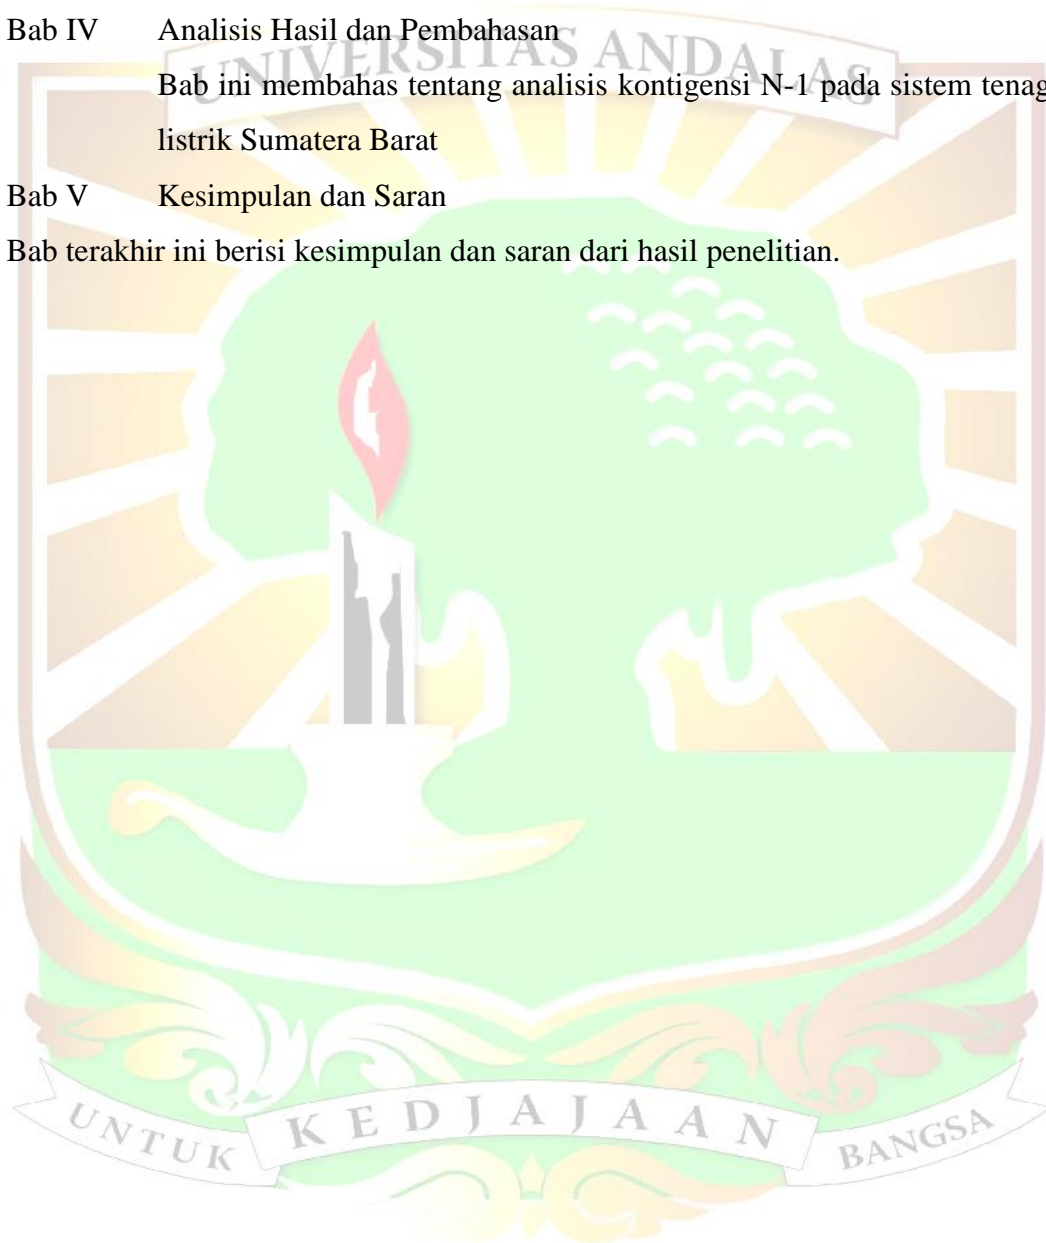 Bab IV Analisis Hasil dan Pembahasan
UNIVERSITAS ANDALAS
Bab ini membahas tentang analisis kontigensi N-1 pada sistem tenag
listrik Sumatera Barat
Bab V Kesimpulan dan Saran
Bab terakhir ini berisi kesimpulan dan saran dari hasil penelitian.
UNTUK KEDJAJAAN BANGSA